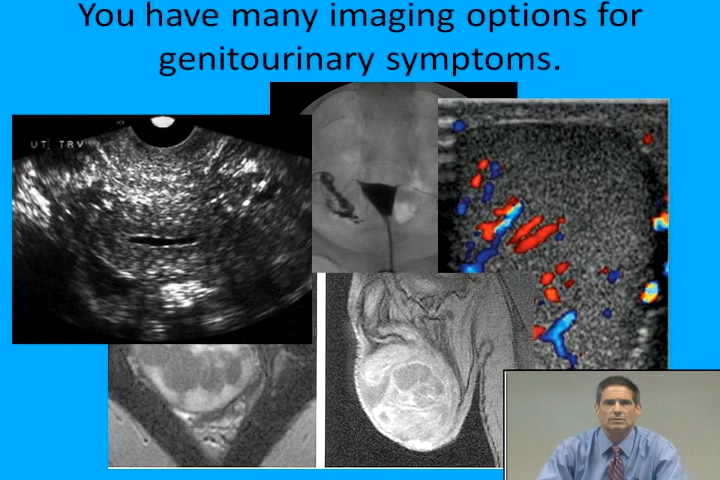 You have many imaging options for
genitourinary symptoms.
UT TRV